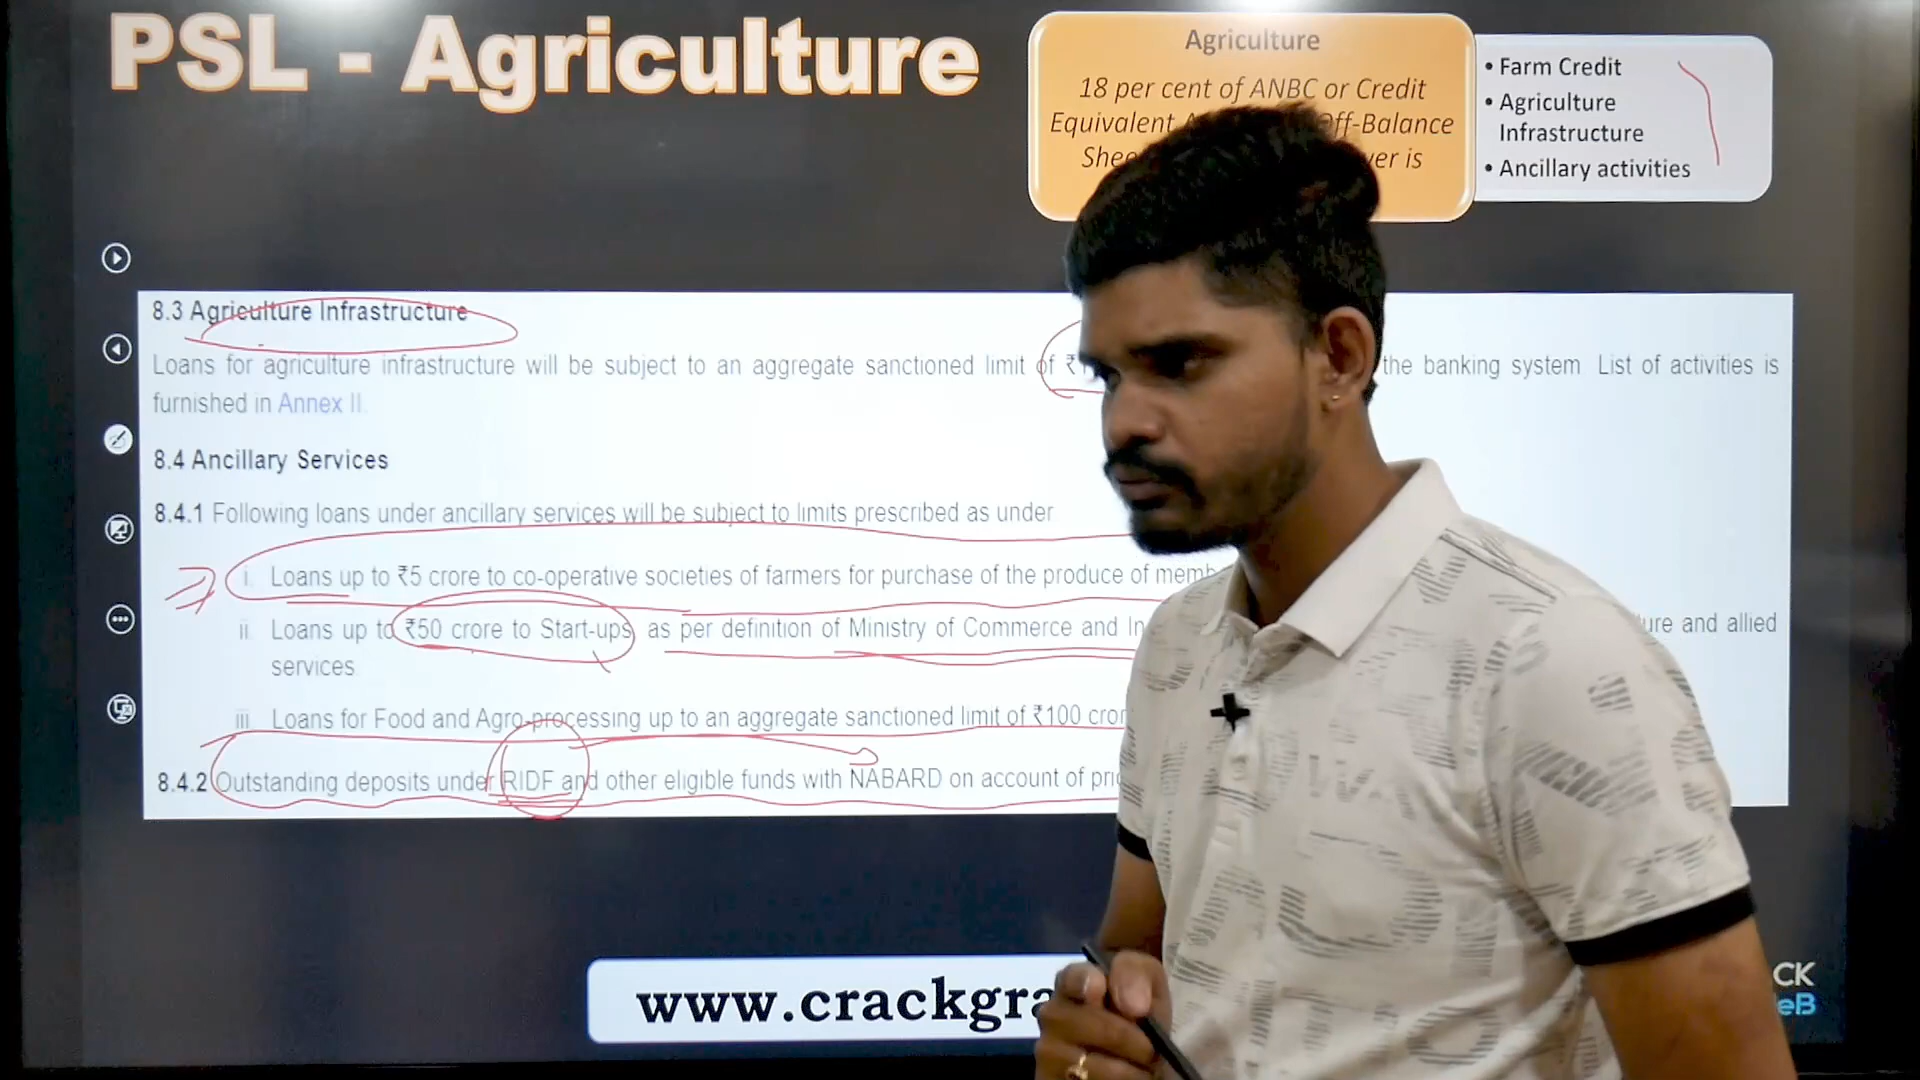 PSL - Agriculture
Agriculture
18 per cent of ANBC or Credit
Equivalent Off-Balance
is
• Farm Credit
• Agriculture
Infrastructure
• Ancillary activities
8.3 Agriculture Infrastructure
Loans for agriculture infrastructure will be subject to an aggregate sanctioned limit of the banking system List of activities is
furnished in Annex II.
8.4 Ancillary Services
8.4.1 Following loans under ancillary services will be subject to limits prescribed as under
i. Loans up to ₹5 crore to co-operative societies of farmers for purchase of the produce of
ii. Loans up to ₹50 crore to Start-ups, as per definition of Ministry of Commerce and and allied
services
iii. Loans for Food and Agro-processing up to an aggregate sanctioned limit of ₹100
8.4.2 Outstanding deposits under RIDF and other eligible funds with NABARD on account of
www.crackgra
CK
eB